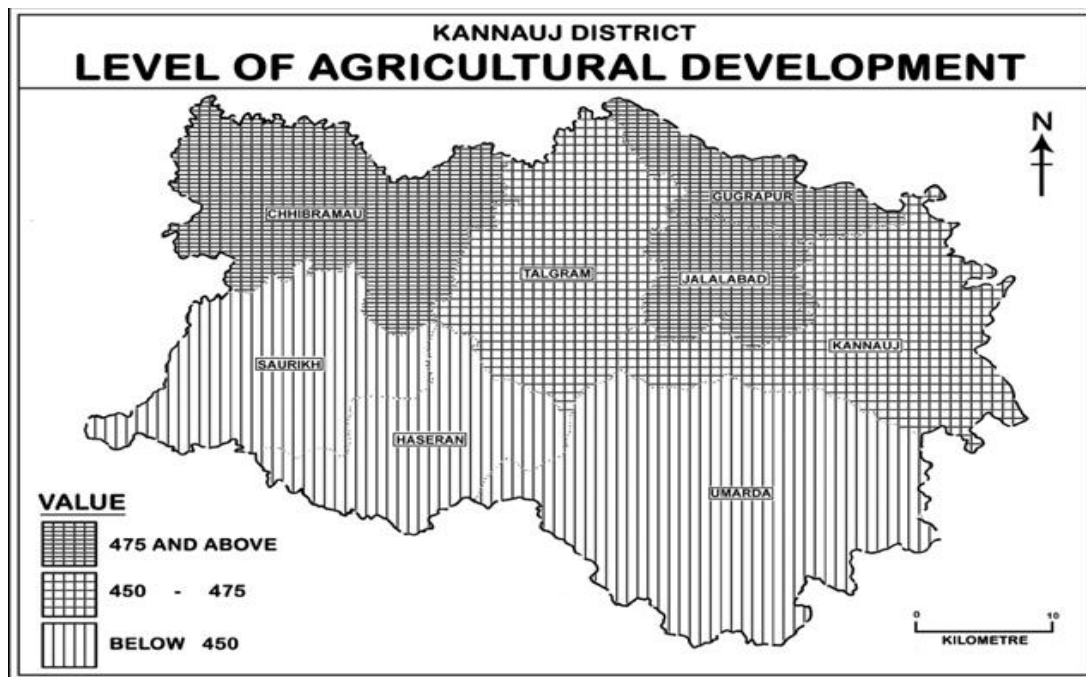 KANNAUJ DISTRICT
LEVEL OF AGRICULTURAL DEVELOPMENT
N
CHHIBRAMAU
GUGRAPUR
TALGRAM
JALALABAD
KANNAUJ
SAURIKH
HASERAN
UMARDA
VALUE
475 AND ABOVE
450 - 475
BELOW 450
0 10
KILOMETRE